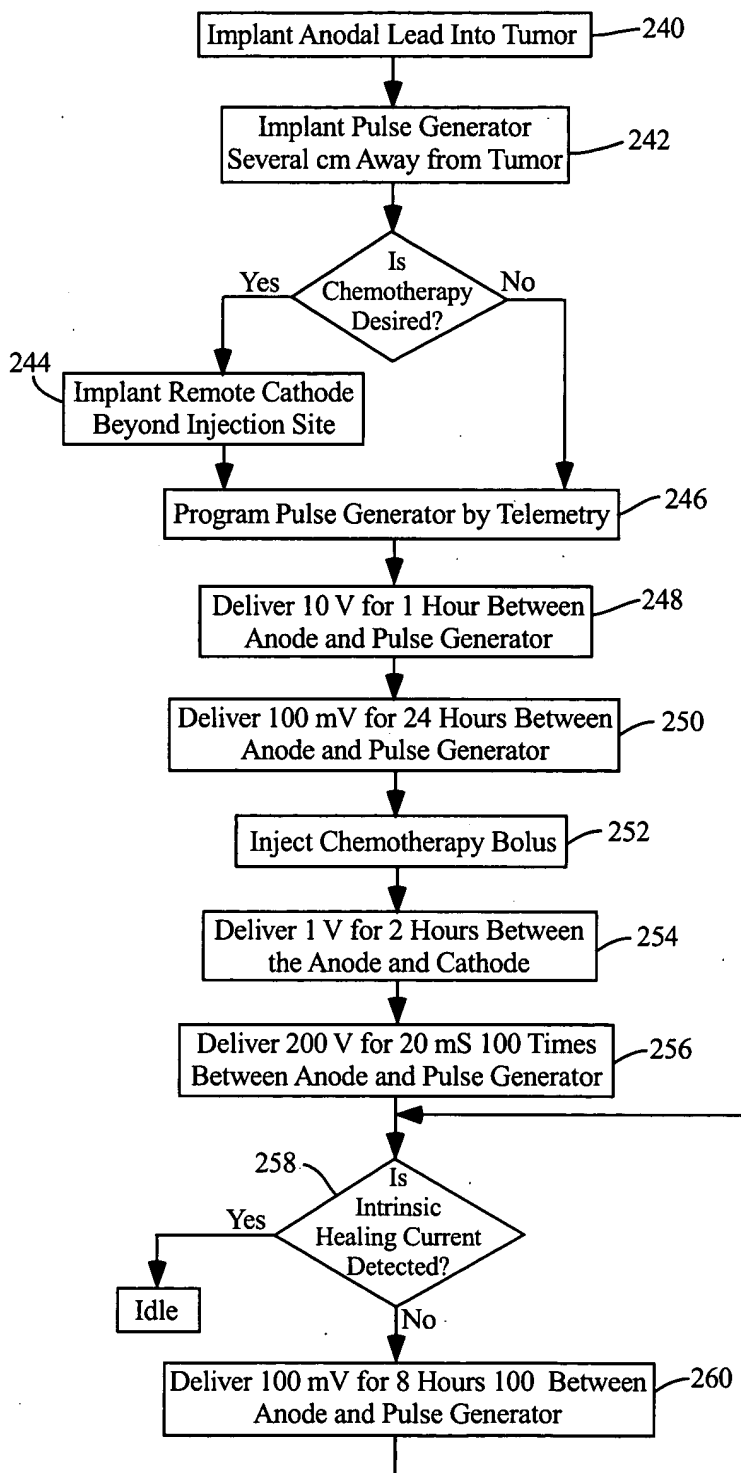 Implant Anodal Lead Into Tumor
240
Implant Pulse Generator
Several cm Away from Tumor
242
Is
Chemotherapy
Desired?
Yes
No
244
Implant Remote Cathode
Beyond Injection Site
Program Pulse Generator by Telemetry
246
Deliver 10 V for 1 Hour Between
Anode and Pulse Generator
248
Deliver 100 mV for 24 Hours Between
Anode and Pulse Generator
250
Inject Chemotherapy Bolus
252
Deliver 1 V for 2 Hours Between
the Anode and Cathode
254
Deliver 200 V for 20 mS 100 Times
Between Anode and Pulse Generator
256
258
Is
Intrinsic
Healing Current
Detected?
Yes
Idle
No
Deliver 100 mV for 8 Hours 100 Between
Anode and Pulse Generator
260